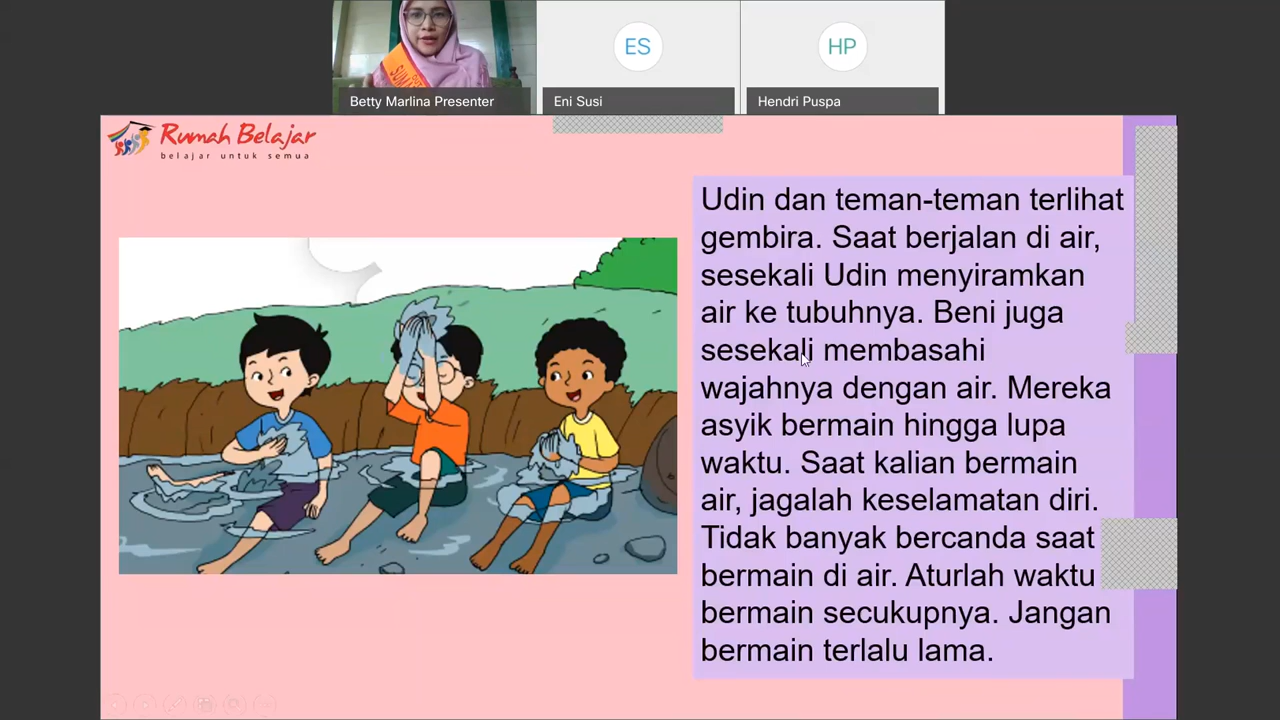 ES
HP
Betty Marlina Presenter
Eni Susi
Hendri Puspa
Rumah Belajar
belajar untuk semua
Udin dan teman-teman terlihat
gembira. Saat berjalan di air,
sesekali Udin menyiramkan
air ke tubuhnya. Beni juga
sesekali membasahi
wajahnya dengan air. Mereka
asyik bermain hingga lupa
waktu. Saat kalian bermain
air, jagalah keselamatan diri.
Tidak banyak bercanda saat
bermain di air. Aturlah waktu
bermain secukupnya. Jangan
bermain terlalu lama.